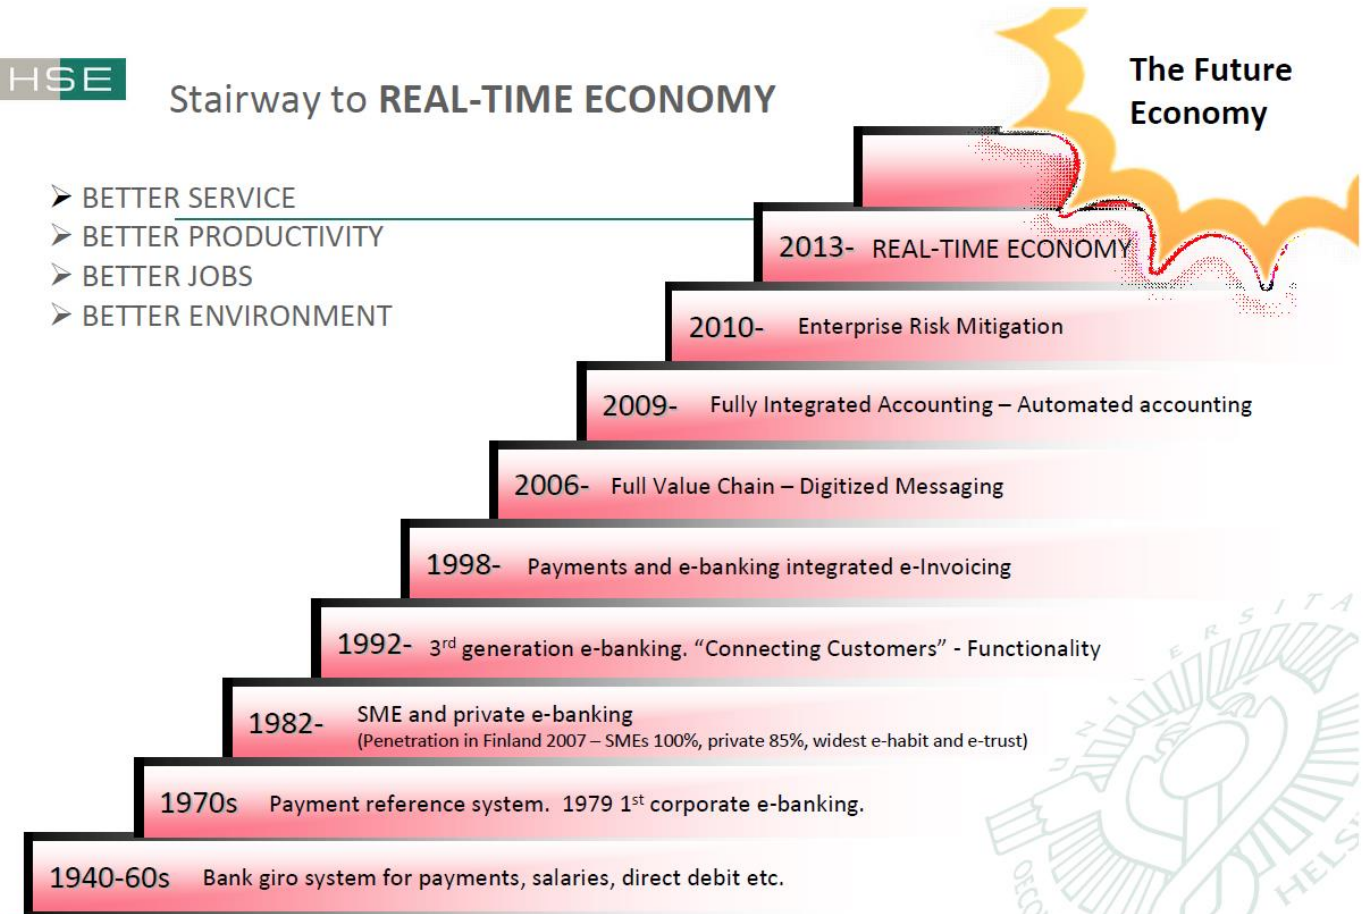 HSE
Stairway to REAL-TIME ECONOMY
The Future
Economy
➢ BETTER SERVICE
➢ BETTER PRODUCTIVITY
➢ BETTER JOBS
➢ BETTER ENVIRONMENT
2013- REAL-TIME ECONOMY
2010- Enterprise Risk Mitigation
2009- Fully Integrated Accounting – Automated accounting
2006- Full Value Chain – Digitized Messaging
1998- Payments and e-banking integrated e-Invoicing
1992- 3rd generation e-banking. “Connecting Customers” - Functionality
1982- SME and private e-banking
(Penetration in Finland 2007 – SMEs 100%, private 85%, widest e-habit and e-trust)
1970s Payment reference system. 1979 1st corporate e-banking.
1940-60s Bank giro system for payments, salaries, direct debit etc.